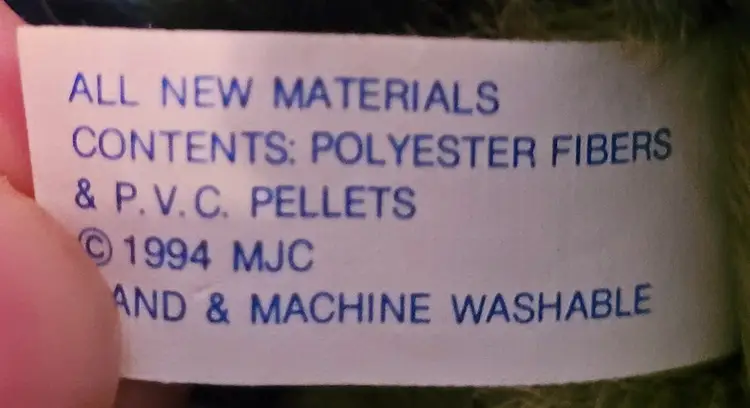 ALL NEW MATERIALS
CONTENTS: POLYESTER FIBERS
& P.V.C. PELLETS
© 1994 MJC
AND & MACHINE WASHABLE